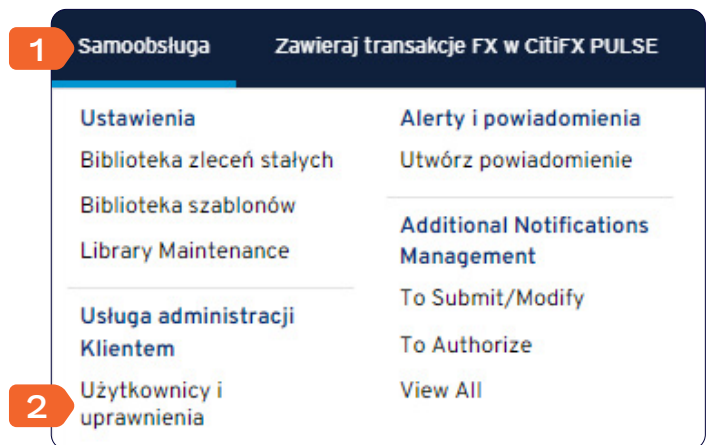 1
Samoobsługa
Zawieraj transakcje FX w CitiFX PULSE
Ustawienia
Biblioteka zleceń stałych
Biblioteka szablonów
Library Maintenance
Usługa administracji
Klientem
2
Użytkownicy i
uprawnienia
Alerty i powiadomienia
Utwórz powiadomienie
Additional Notifications
Management
To Submit/Modify
To Authorize
View All